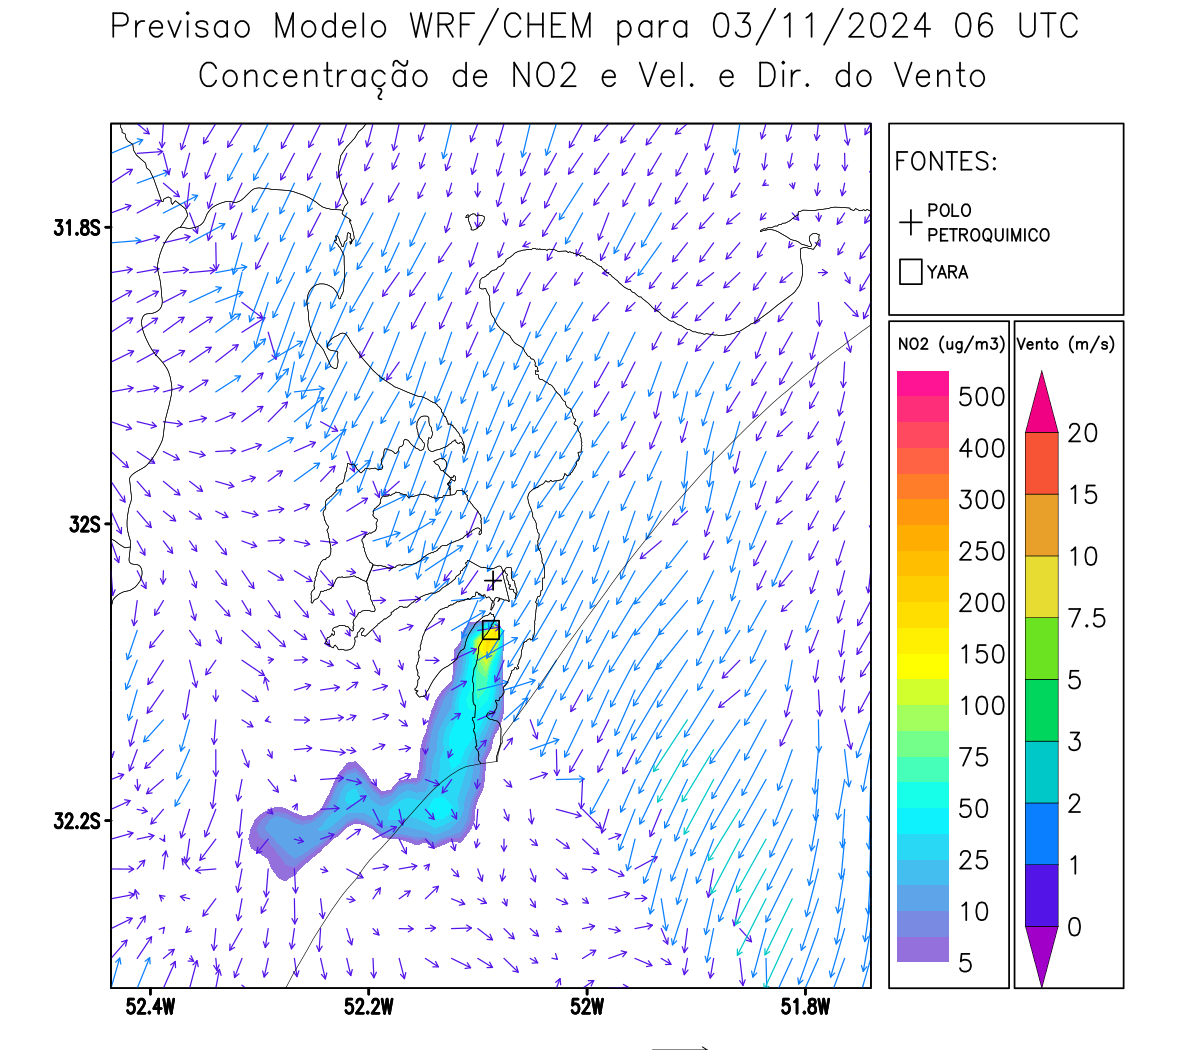 Previsao Modelo WRF/CHEM para 03/11/2024 06 UTC
Concentração de NO2 e Vel. e Dir. do Vento
FONTES:
POLO
PETROQUIMICO
YARA
NO2 (ug/m3)
500
400
300
250
200
150
100
75
50
25
10
5
Vento (m/s)
20
15
10
7.5
5
3
2
1
0
31.8S
32S
32.2S
52.4W
52.2W
52W
51.8W